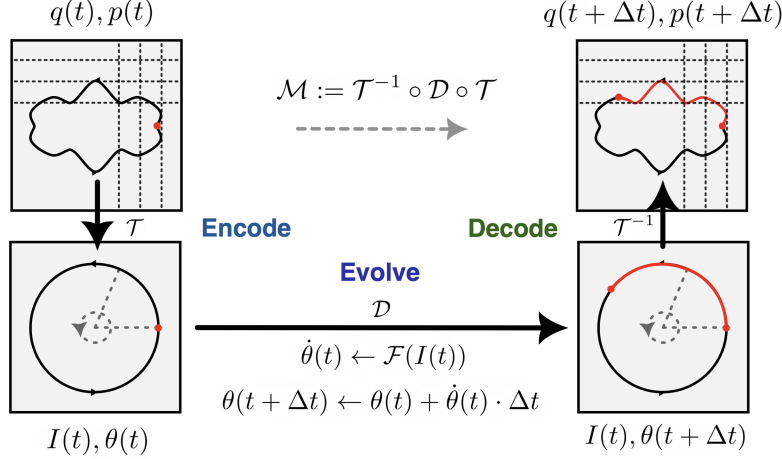 q(t), p(t)
q(t + Δt), p(t + Δt)
ℳ := 𝒯⁻¹ ∘ 𝒟 ∘ 𝒯
𝒯
Encode
Decode
𝒯⁻¹
Evolve
𝒟
θ̇(t) ← ℱ(I(t))
θ(t + Δt) ← θ(t) + θ̇(t) · Δt
I(t), θ(t)
I(t), θ(t + Δt)